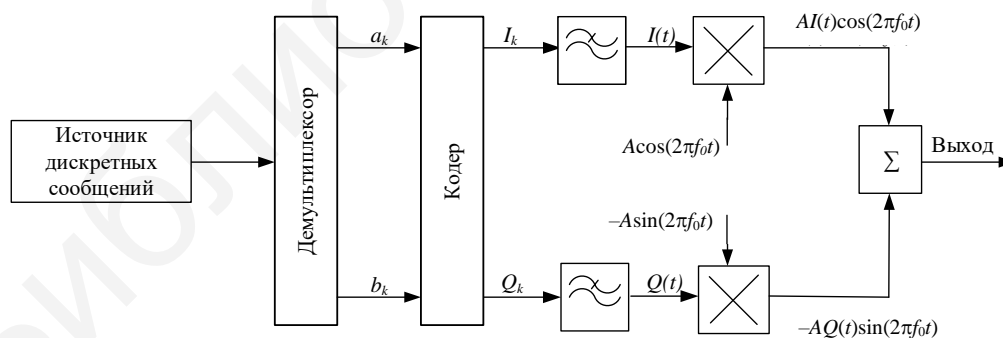 Источник
дискретных
сообщений
Демультиплексор
a_k
b_k
Кодер
I_k
Q_k
I(t)
Q(t)
Acos(2πf₀t)
–Asin(2πf₀t)
AI(t)cos(2πf₀t)
–AQ(t)sin(2πf₀t)
Σ
Выход